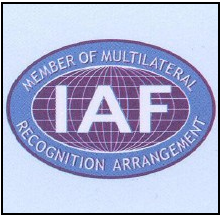 MEMBER OF MULTILATERAL
IAF
RECOGNITION ARRANGEMENT